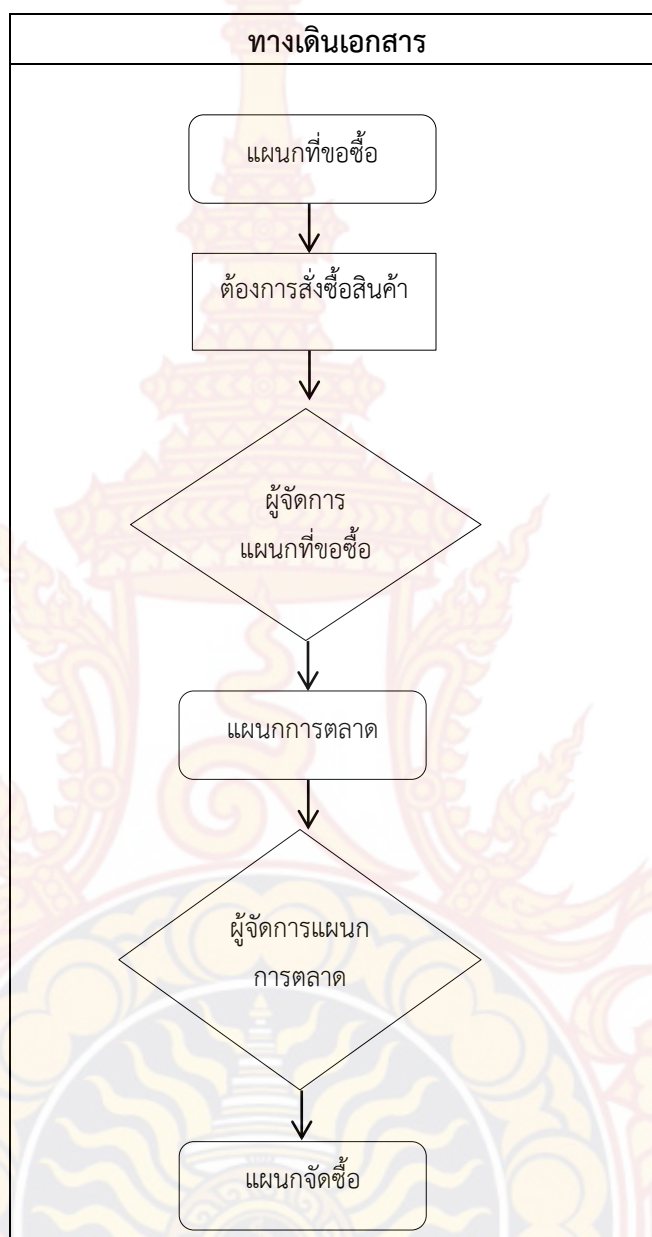 ทางเดินเอกสาร
แผนกที่ขอซื้อ
ต้องการสั่งซื้อสินค้า
ผู้จัดการ
แผนกที่ขอซื้อ
แผนกการตลาด
ผู้จัดการแผนก
การตลาด
แผนกจัดซื้อ